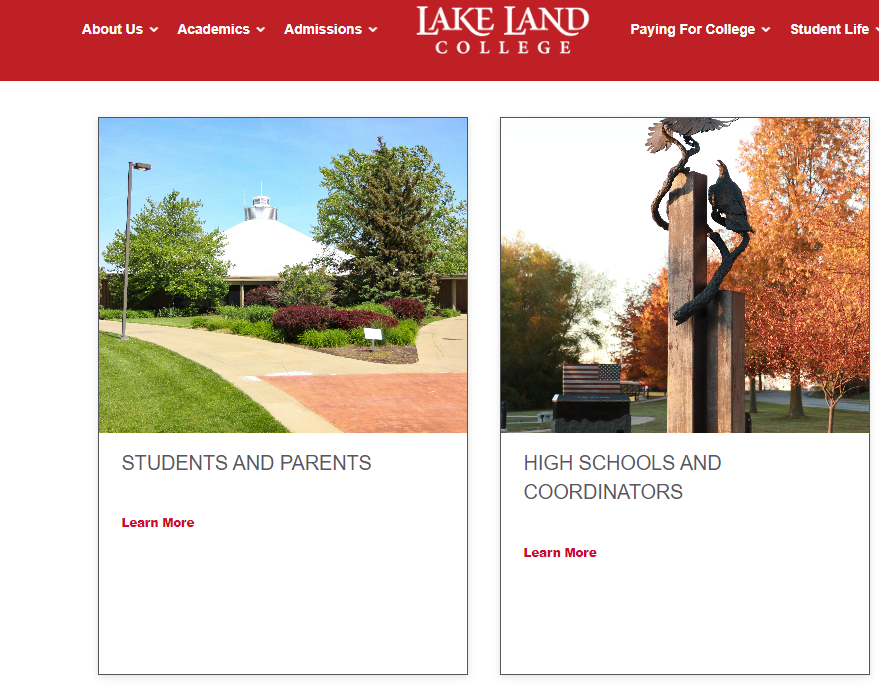 About Us
Academics
Admissions
LAKE LAND
COLLEGE
Paying For College
Student Life
STUDENTS AND PARENTS
Learn More
HIGH SCHOOLS AND
COORDINATORS
Learn More